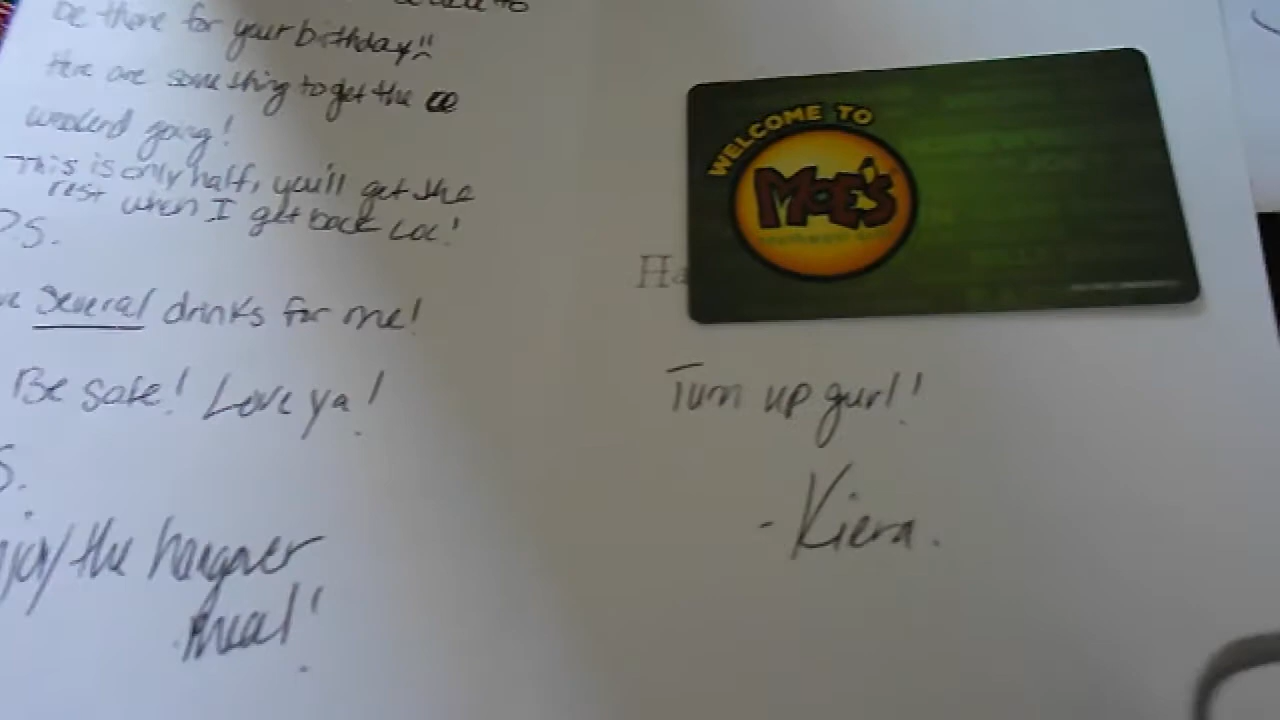 be there for your birthday!!
Here are something to get the
weekend going!
This is only half, you'll get the
rest when I get back Lol!
PS.
several drinks for me!
Be safe! Love ya!
S.
the hangover
meal!
WELCOME TO
MOE'S
Ha
Turn up gurl!
-Kiera.